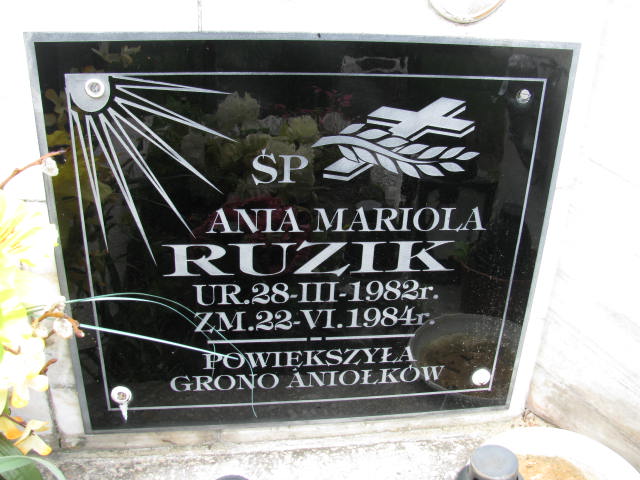 ŚP
ANIA MARIOLA
RUZIK
UR.28-III-1982r.
ZM.22-VI.1984r.
POWIĘKSZYŁA
GRONO ANIOŁKÓW